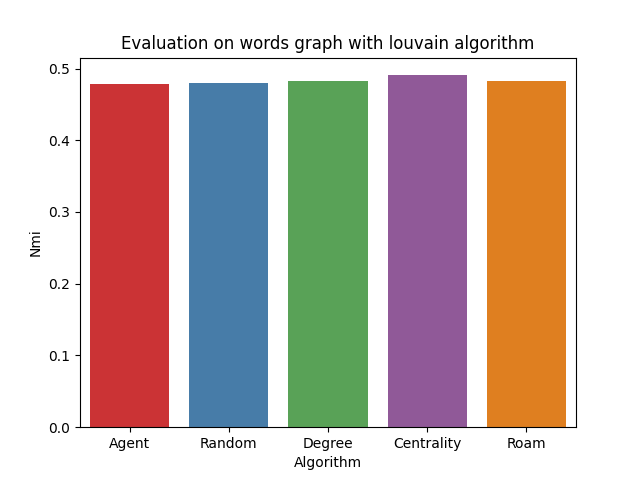 Evaluation on words graph with louvain algorithm
0.5
0.4
0.3
0.2
0.1
0.0
Nmi
Agent Random Degree Centrality Roam
Algorithm